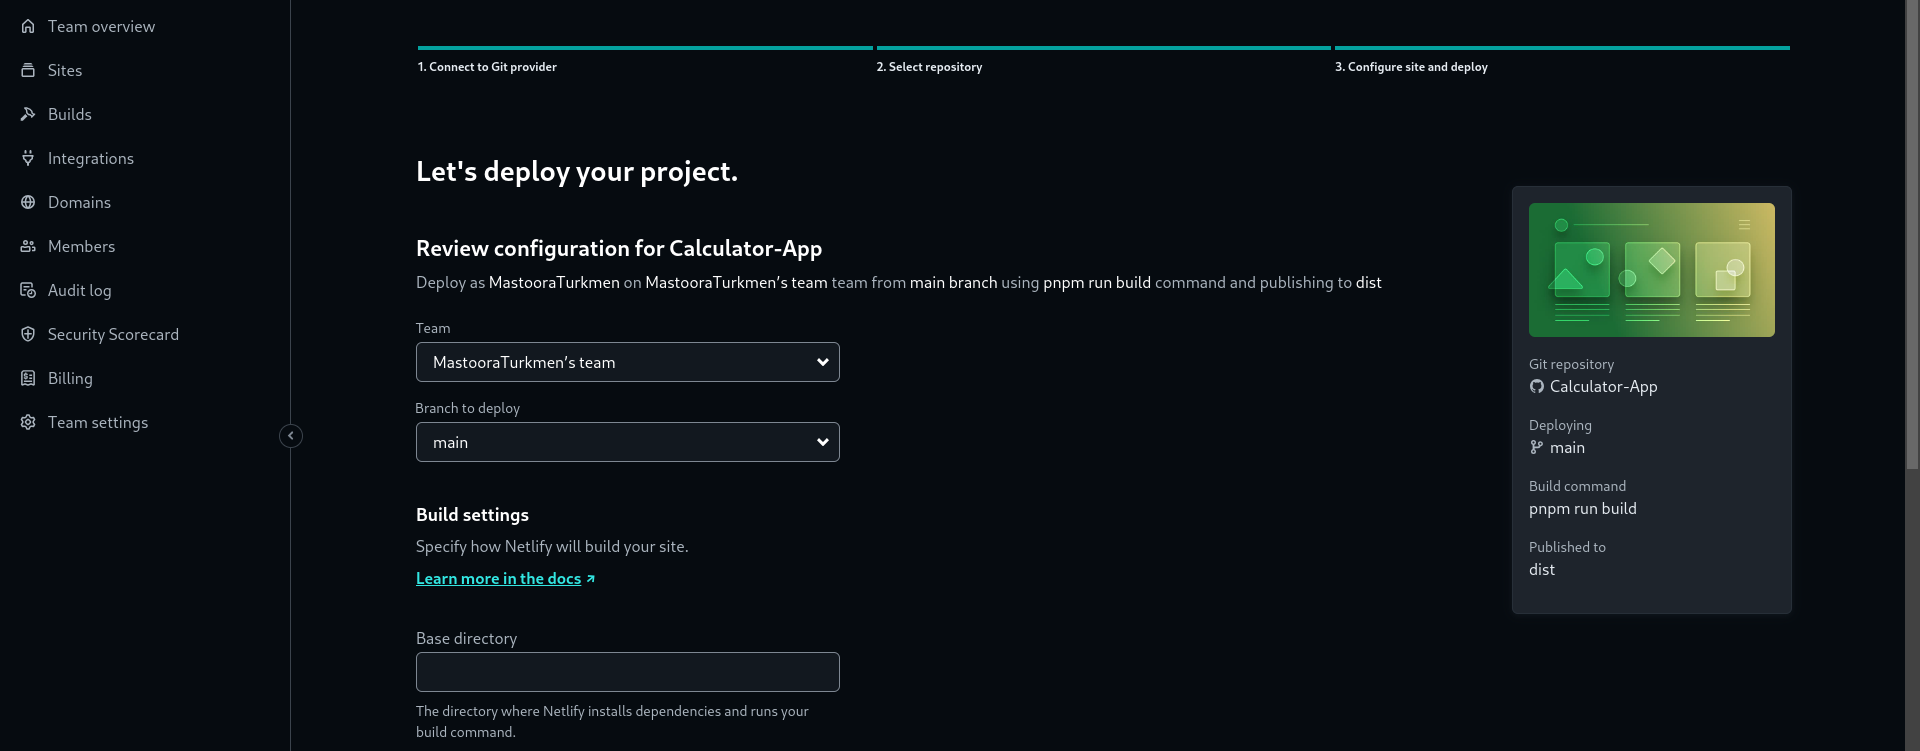 Team overview
Sites
Builds
Integrations
Domains
Members
Audit log
Security Scorecard
Billing
Team settings
1. Connect to Git provider
2. Select repository
3. Configure site and deploy
Let's deploy your project.
Review configuration for Calculator-App
Deploy as MastooraTurkmen on MastooraTurkmen’s team team from main branch using pnpm run build command and publishing to dist
Team
MastooraTurkmen’s team
Branch to deploy
main
Build settings
Specify how Netlify will build your site.
Learn more in the docs
Base directory
The directory where Netlify installs dependencies and runs your
build command.
Git repository
Calculator-App
Deploying
main
Build command
pnpm run build
Published to
dist